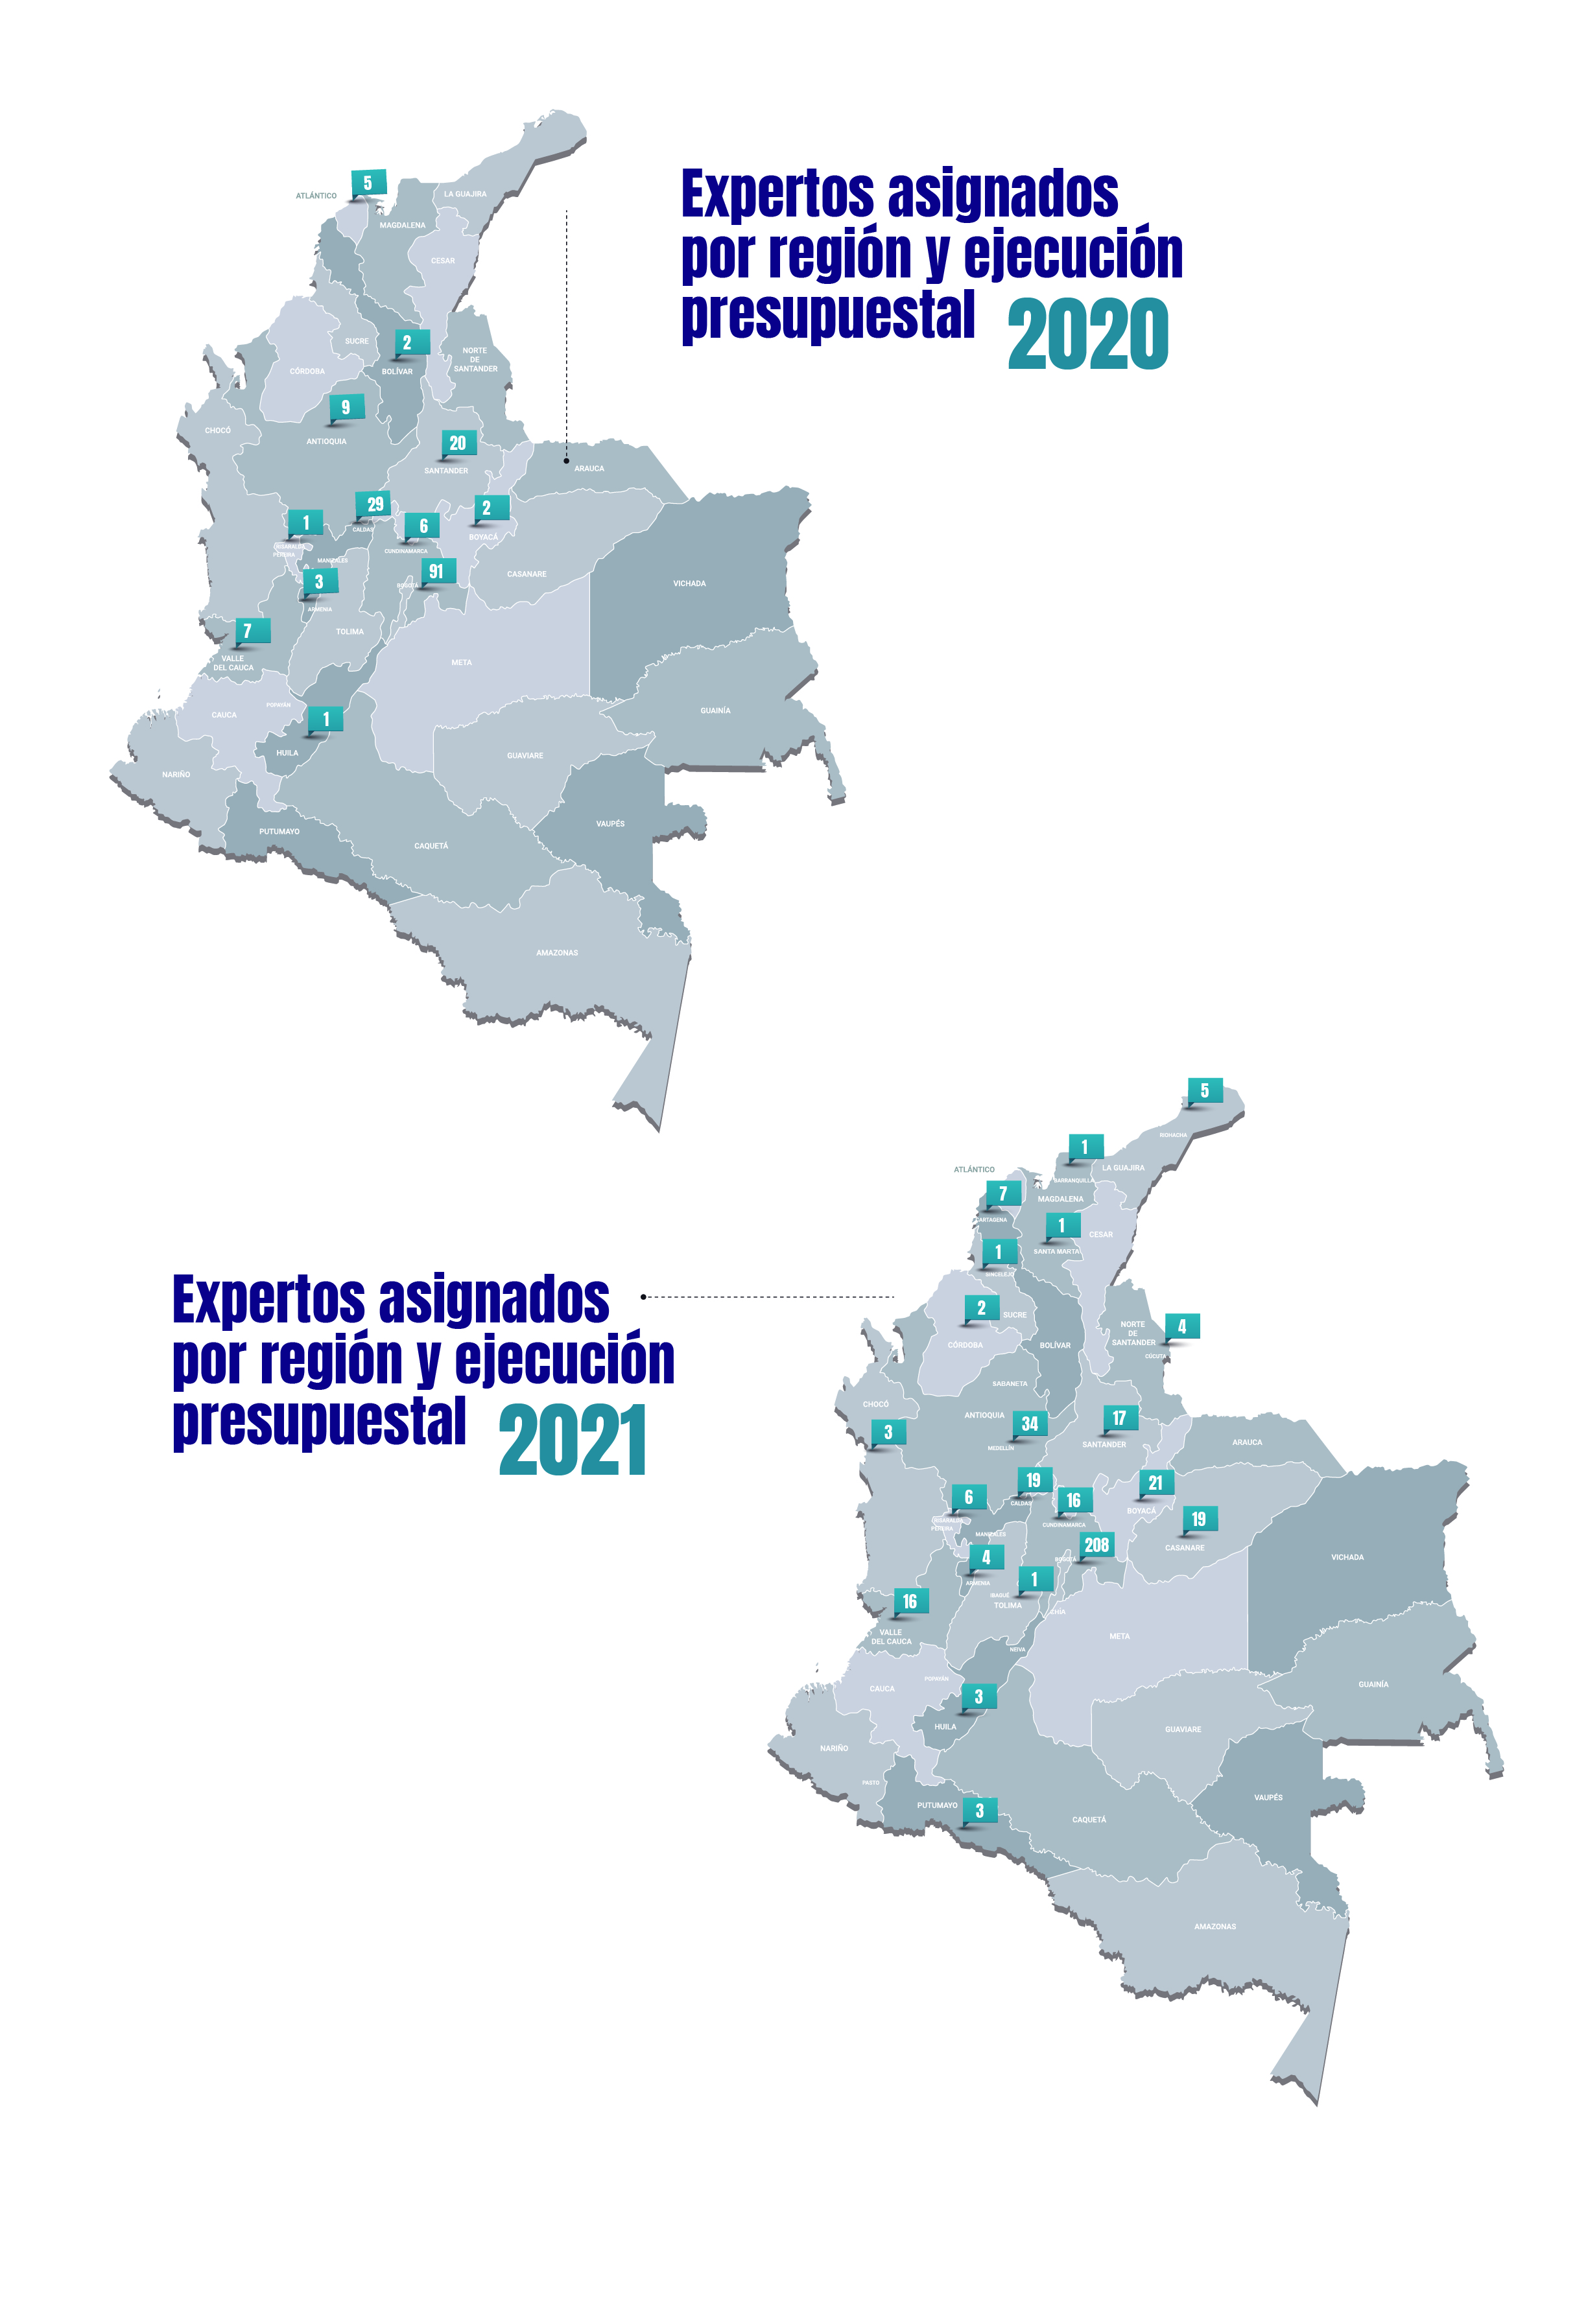 Expertos asignados
por región y ejecución
presupuestal 2020
5
ATLÁNTICO
LA GUAJIRA
MAGDALENA
CESAR
2
SUCRE
NORTE
DE
SANTANDER
CÓRDOBA
BOLÍVAR
9
CHOCÓ
ANTIOQUIA
20
SANTANDER
ARAUCA
29
1
CALDAS
6
2
BOYACÁ
RISARALDA
PEREIRA
CUNDINAMARCA
MANIZALES
91
3
BOGOTÁ
CASANARE
VICHADA
ARMENIA
7
TOLIMA
VALLE
DEL CAUCA
META
POPAYÁN
CAUCA
1
GUAINÍA
HUILA
GUAVIARE
NARIÑO
PUTUMAYO
VAUPÉS
CAQUETÁ
AMAZONAS
Expertos asignados
por región y ejecución
presupuestal 2021
5
RIOHACHA
1
ATLÁNTICO
LA GUAJIRA
BARRANQUILLA
7
MAGDALENA
ARTAGENA
1
CESAR
1
SANTA MARTA
SINCELEJO
2
SUCRE
NORTE
DE
SANTANDER
4
CÓRDOBA
BOLÍVAR
CÚCUTA
SABANETA
CHOCÓ
ANTIOQUIA
34
17
3
MEDELLÍN
SANTANDER
ARAUCA
19
21
6
CALDAS
16
BOYACÁ
19
RISARALDA
PEREIRA
CUNDINAMARCA
MANIZALES
208
CASANARE
4
BOGOTÁ
VICHADA
ARMENIA
1
IBAGUÉ
16
TOLIMA
CHÍA
VALLE
DEL CAUCA
META
NEIVA
POPAYÁN
CAUCA
3
GUAINÍA
HUILA
GUAVIARE
NARIÑO
PASTO
PUTUMAYO
3
VAUPÉS
CAQUETÁ
AMAZONAS